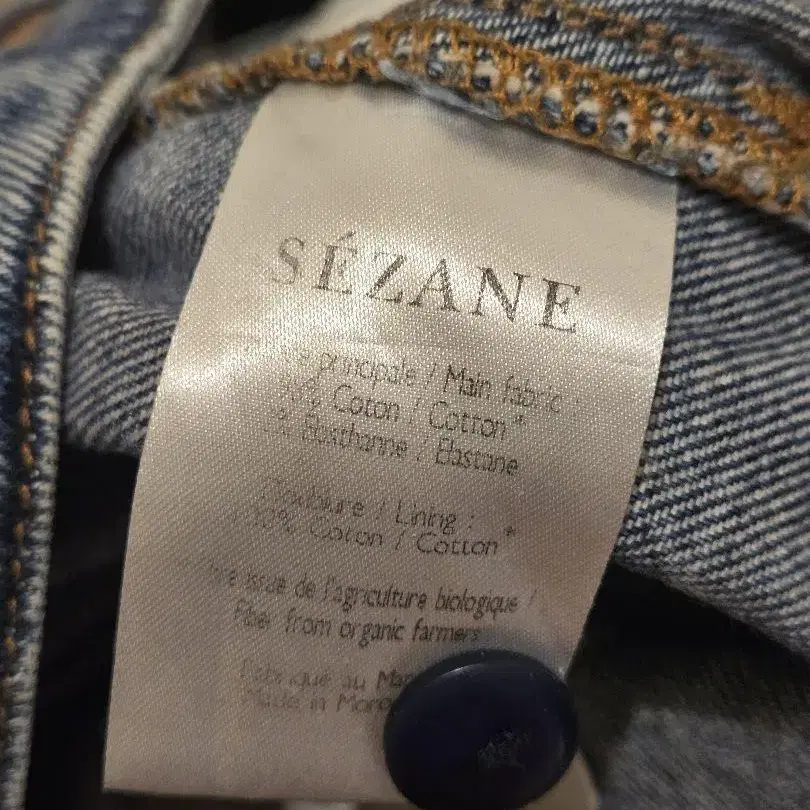 SÉZANE
principale / Main fabric
Coton / Cotton*
Elasthanne / Elastane
Doublure / Lining :
Coton / Cotton*
issue de l'agriculture biologique /
Fiber from organic farmers
Fabriqué au
Made in